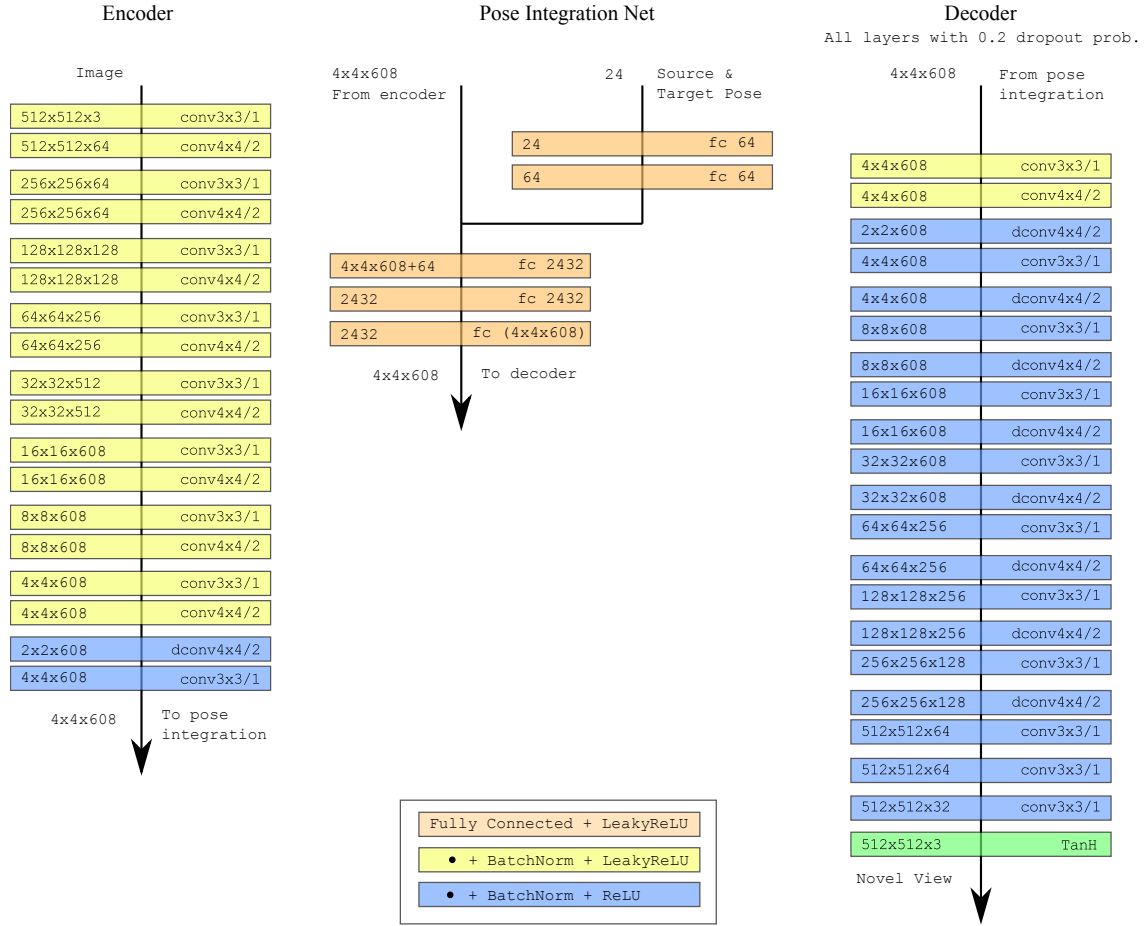 Encoder
Image
512x512x3 conv3x3/1
512x512x64 conv4x4/2
256x256x64 conv3x3/1
256x256x64 conv4x4/2
128x128x128 conv3x3/1
128x128x128 conv4x4/2
64x64x256 conv3x3/1
64x64x256 conv4x4/2
32x32x512 conv3x3/1
32x32x512 conv4x4/2
16x16x608 conv3x3/1
16x16x608 conv4x4/2
8x8x608 conv3x3/1
8x8x608 conv4x4/2
4x4x608 conv3x3/1
4x4x608 conv4x4/2
2x2x608 dconv4x4/2
4x4x608 conv3x3/1
4x4x608 To pose
integration
Pose Integration Net
4x4x608
From encoder
24 Source &
Target Pose
24 fc 64
64 fc 64
4x4x608+64 fc 2432
2432 fc 2432
2432 fc (4x4x608)
4x4x608 To decoder
Fully Connected + LeakyReLU
● + BatchNorm + LeakyReLU
● + BatchNorm + ReLU
Decoder
All layers with 0.2 dropout prob.
4x4x608 From pose
integration
4x4x608 conv3x3/1
4x4x608 conv4x4/2
2x2x608 dconv4x4/2
4x4x608 conv3x3/1
4x4x608 dconv4x4/2
8x8x608 conv3x3/1
8x8x608 dconv4x4/2
16x16x608 conv3x3/1
16x16x608 dconv4x4/2
32x32x608 conv3x3/1
32x32x608 dconv4x4/2
64x64x256 conv3x3/1
64x64x256 dconv4x4/2
128x128x256 conv3x3/1
128x128x256 dconv4x4/2
256x256x128 conv3x3/1
256x256x128 dconv4x4/2
512x512x64 conv3x3/1
512x512x64 conv3x3/1
512x512x32 conv3x3/1
512x512x3 TanH
Novel View